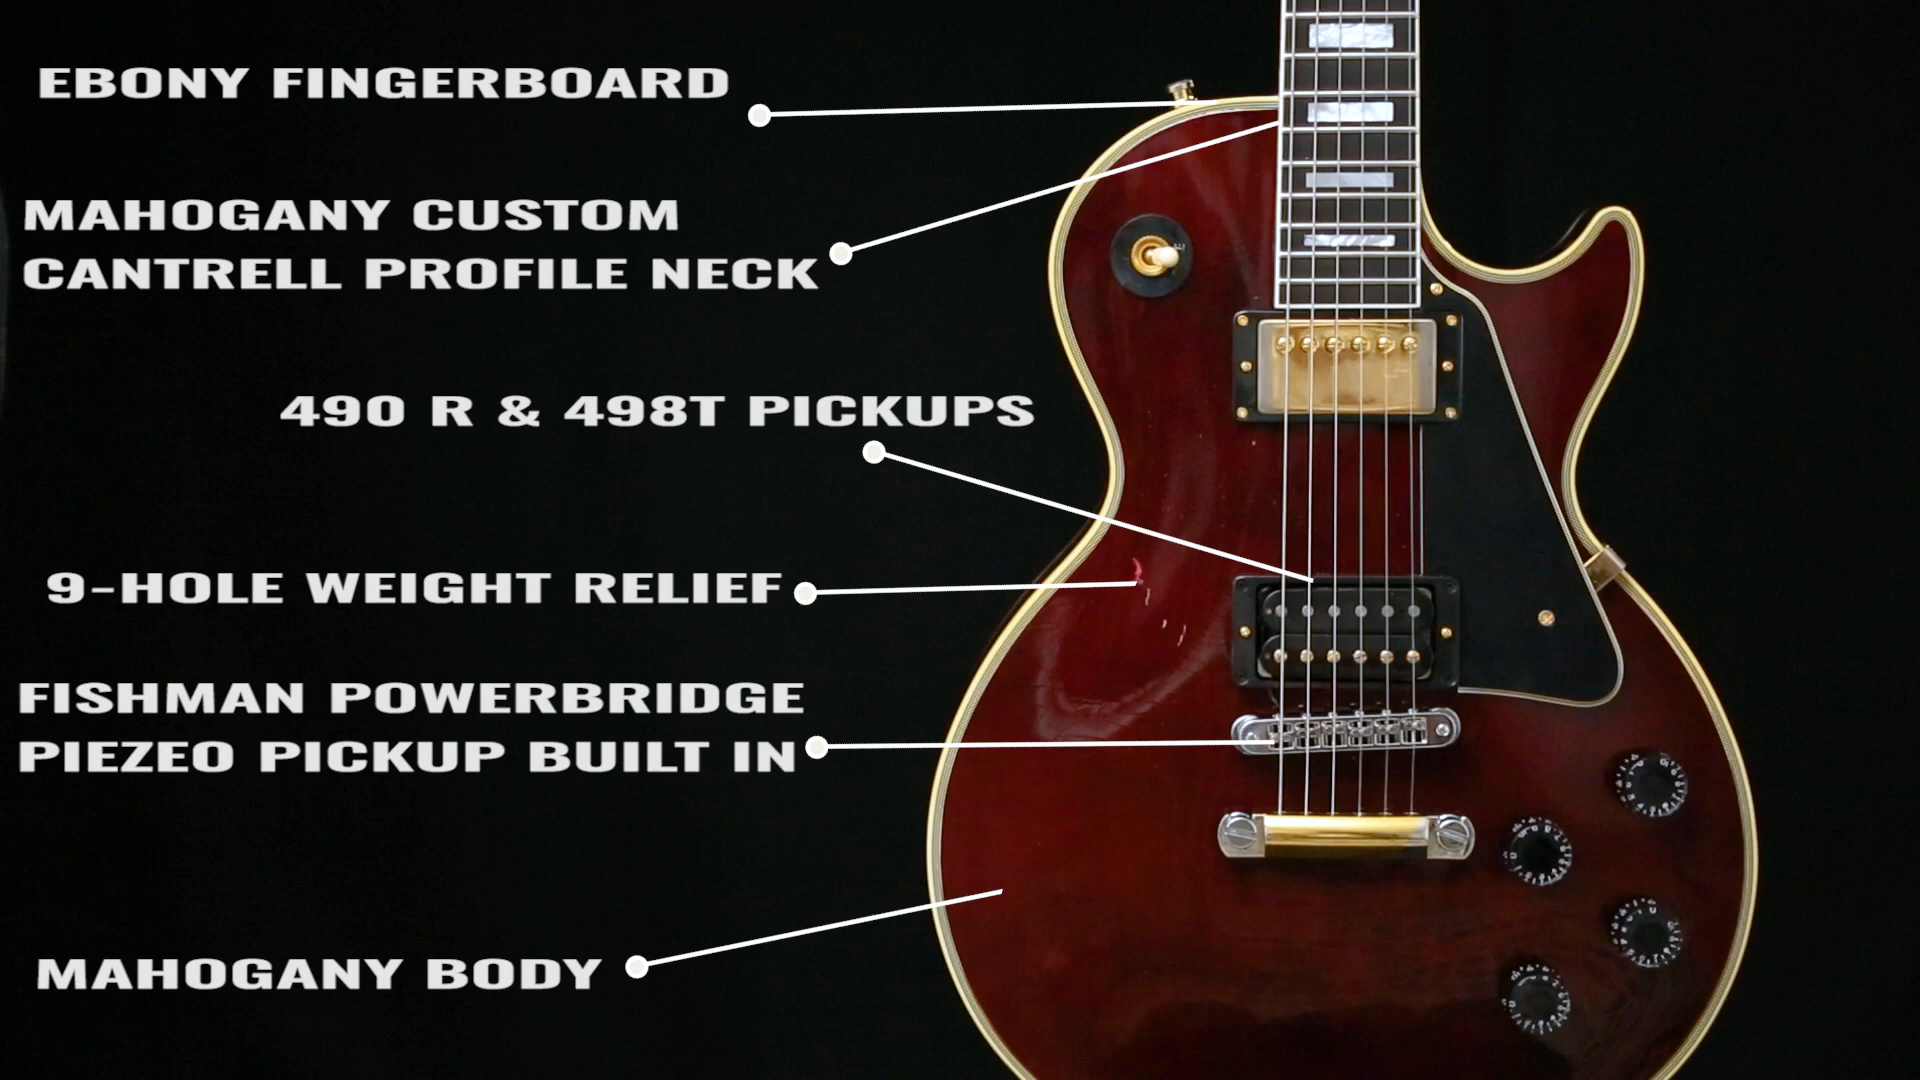 EBONY FINGERBOARD
MAHOGANY CUSTOM
CANTRELL PROFILE NECK
490 R & 498T PICKUPS
9-HOLE WEIGHT RELIEF
FISHMAN POWERBRIDGE
PIEZEO PICKUP BUILT IN
MAHOGANY BODY